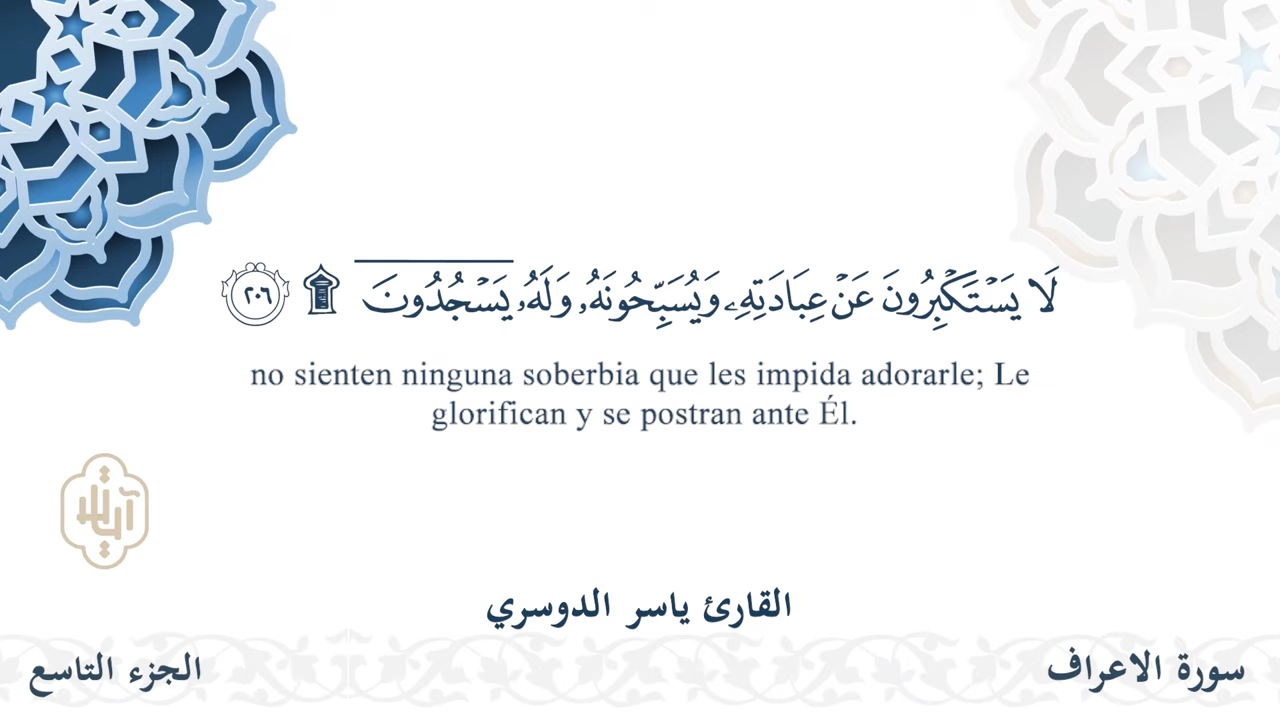 لَا يَسْتَكْبِرُونَ عَنْ عِبَادَتِهِۦ وَيُسَبِّحُونَهُۥ وَلَهُۥ يَسْجُدُونَ ۩ ٢٠٦
no sienten ninguna soberbia que les impida adorarle; Le
glorifican y se postran ante Él.
آيات
القارئ ياسر الدوسري
سورة الاعراف
الجزء التاسع